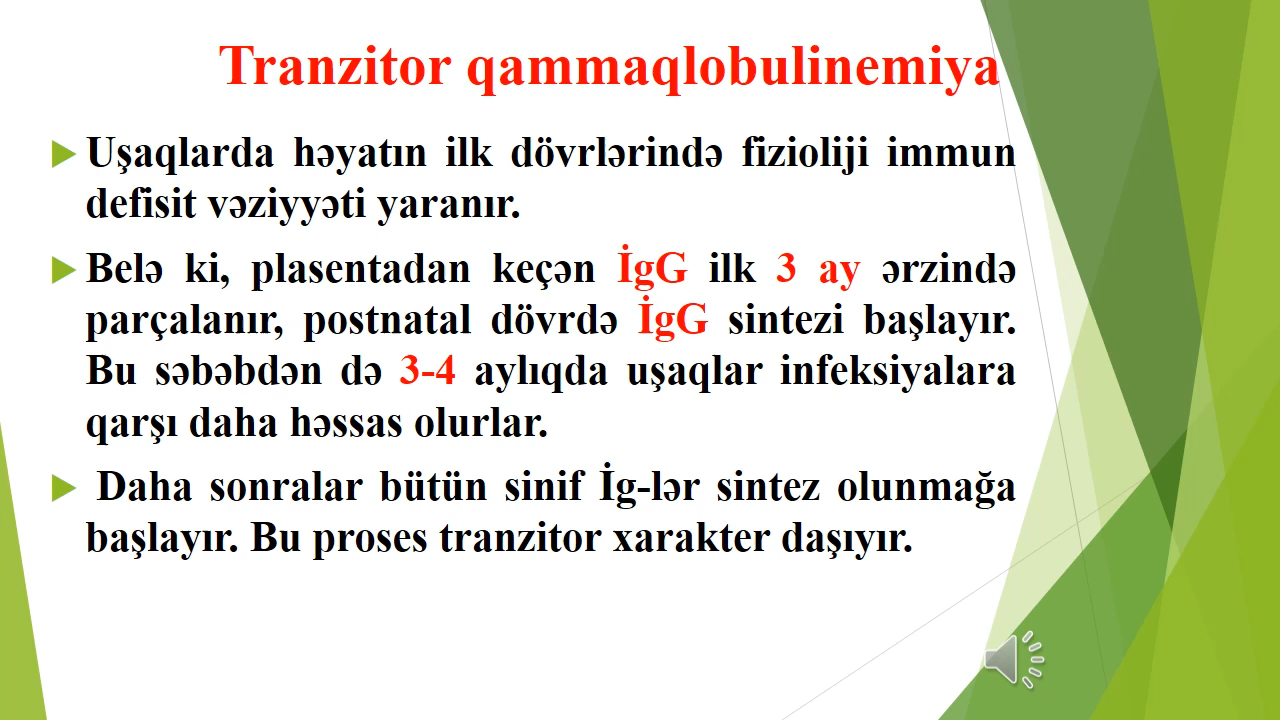 Tranzitor qammaqlobulinemiya
Uşaqlarda həyatın ilk dövrlərində fizioliji immun
defisit vəziyyəti yaranır.
Belə ki, plasentadan keçən İgG ilk 3 ay ərzində
parçalanır, postnatal dövrdə İgG sintezi başlayır.
Bu səbəbdən də 3-4 aylıqda uşaqlar infeksiyalara
qarşı daha həssas olurlar.
Daha sonralar bütün sinif İg-lər sintez olunmağa
başlayır. Bu proses tranzitor xarakter daşıyır.